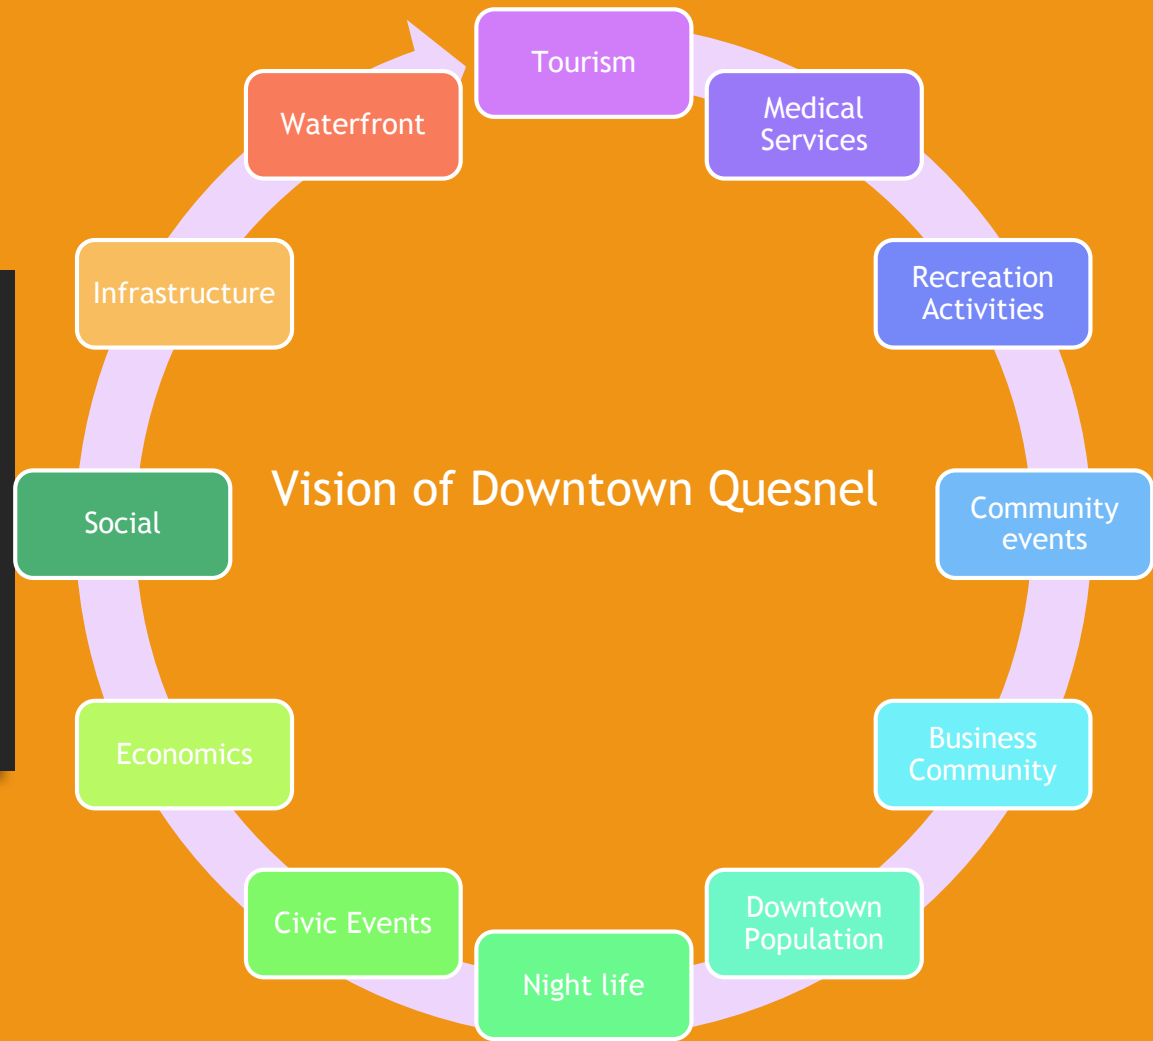 Tourism
Medical
Services
Recreation
Activities
Community
events
Business
Community
Downtown
Population
Night life
Civic Events
Economics
Social
Infrastructure
Waterfront
Vision of Downtown Quesnel